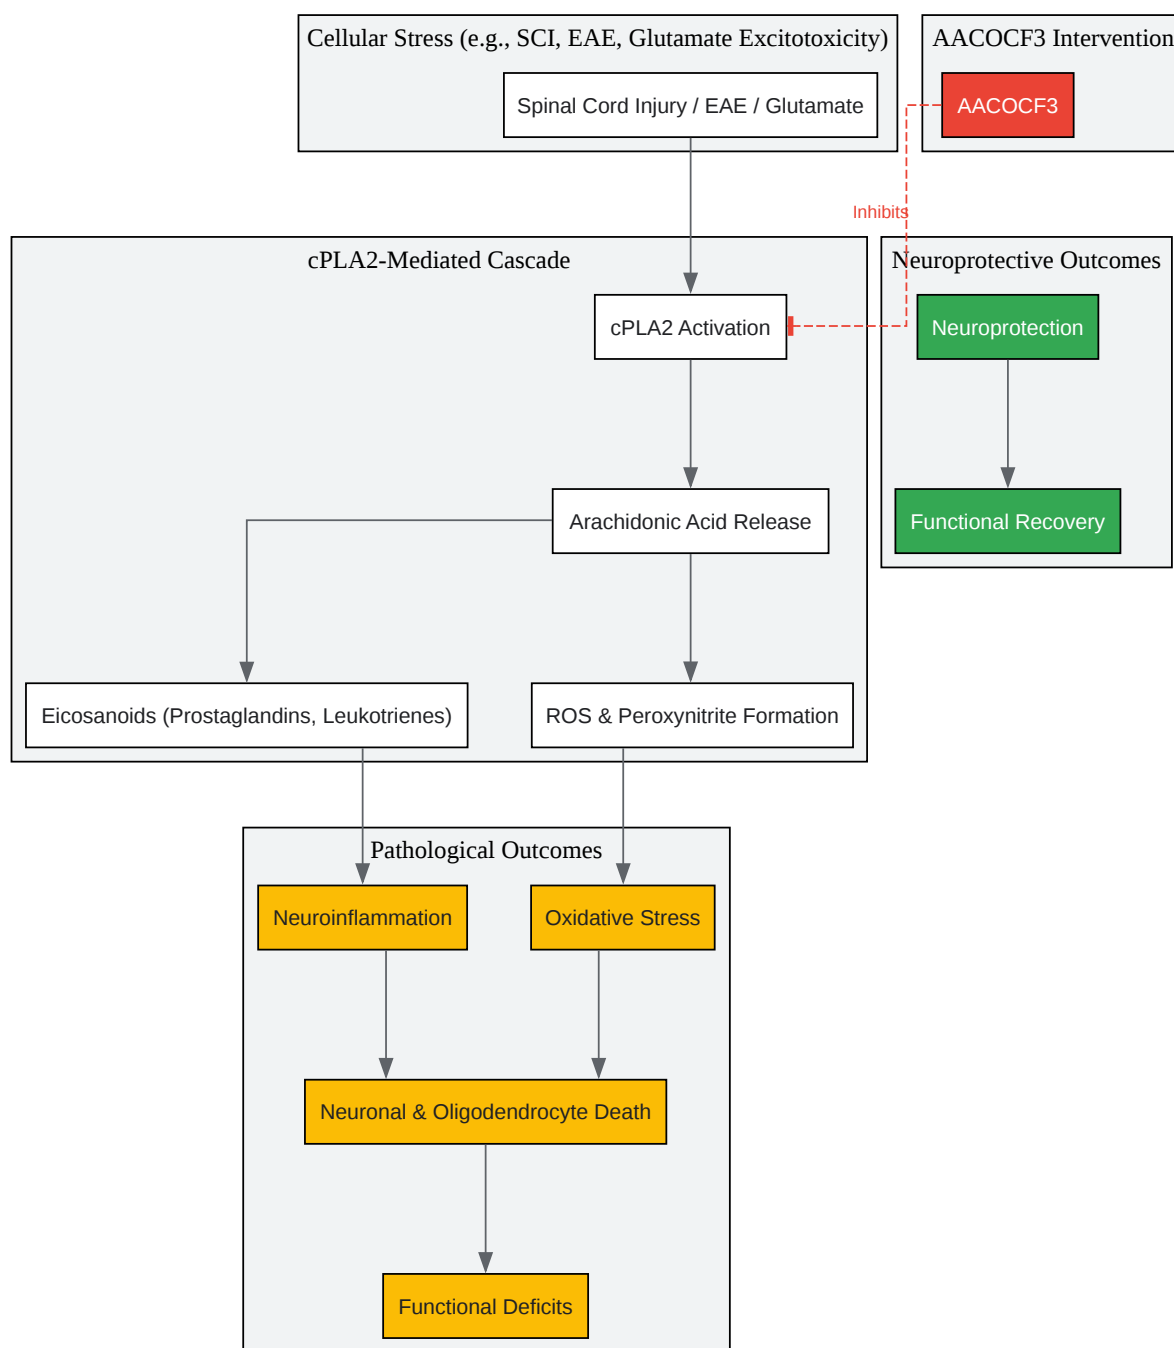 Cellular Stress (e.g., SCI, EAE, Glutamate Excitotoxicity)
AACOCF3 Intervention
Spinal Cord Injury / EAE / Glutamate
AACOCF3
Inhibits
cPLA2-Mediated Cascade
Neuroprotective Outcomes
cPLA2 Activation
Neuroprotection
Arachidonic Acid Release
Functional Recovery
Eicosanoids (Prostaglandins, Leukotrienes)
ROS & Peroxynitrite Formation
Pathological Outcomes
Neuroinflammation
Oxidative Stress
Neuronal & Oligodendrocyte Death
Functional Deficits